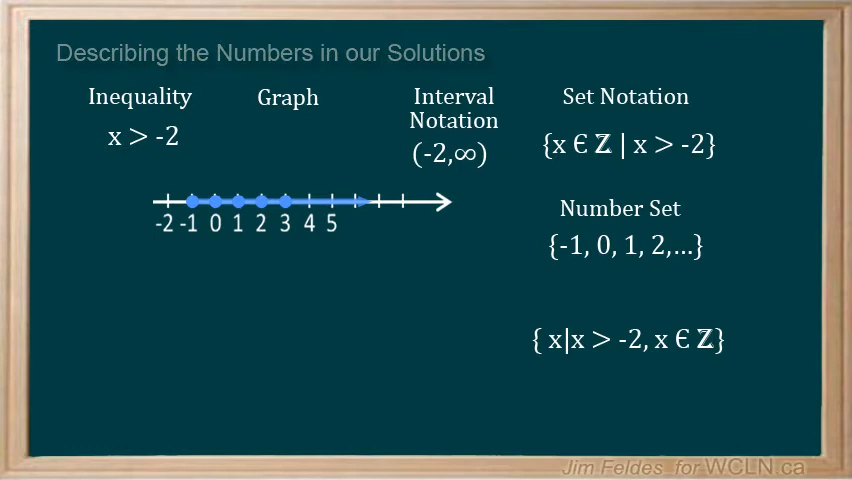 Describing the Numbers in our Solutions
Inequality
x > -2
Graph
Interval
Notation
(-2,∞)
Set Notation
{x Є ℤ | x > -2}
-2 -1 0 1 2 3 4 5
Number Set
{-1, 0, 1, 2,...}
{ x|x > -2, x Є ℤ}
Jim Feldes for WCLN.ca